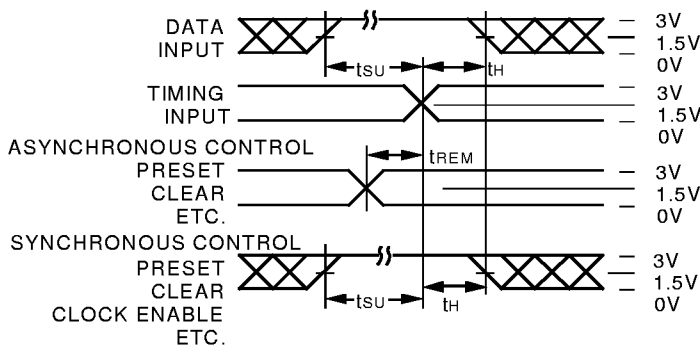 DATA
INPUT
tSU
tH
3V
1.5V
0V
TIMING
INPUT
3V
1.5V
0V
ASYNCHRONOUS CONTROL
PRESET
CLEAR
ETC.
tREM
3V
1.5V
0V
SYNCHRONOUS CONTROL
PRESET
CLEAR
CLOCK ENABLE
ETC.
tSU
tH
3V
1.5V
0V